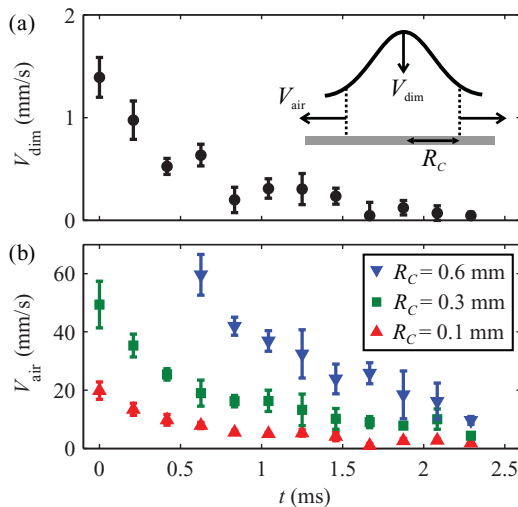 (a)
2
1
0
V_dim (mm/s)
V_air
V_dim
R_C
(b)
60
40
20
0
V_air (mm/s)
R_C = 0.6 mm
R_C = 0.3 mm
R_C = 0.1 mm
0 0.5 1 1.5 2 2.5
t (ms)